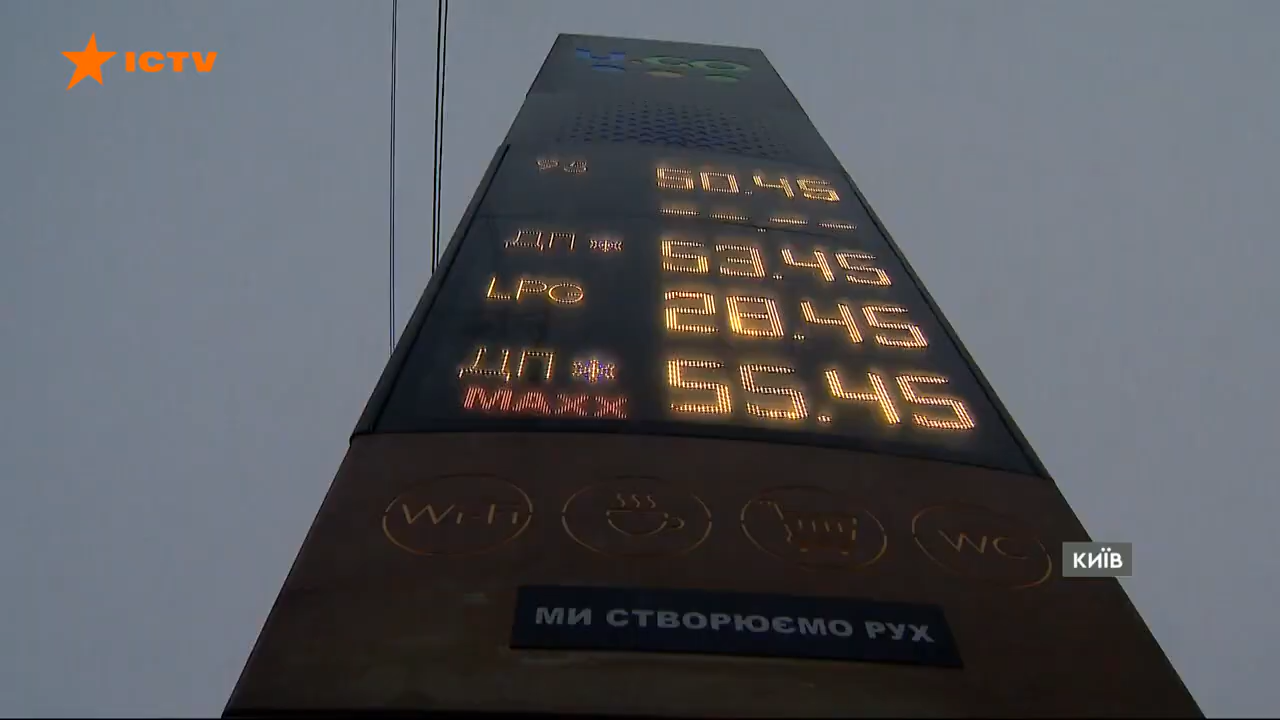 ICTV
95 50.45
--.--
ДП 53.45
LPG 28.45
ДП 55.45
MAXX
Wi-Fi WC
КИЇВ
МИ СТВОРЮЄМО РУХ